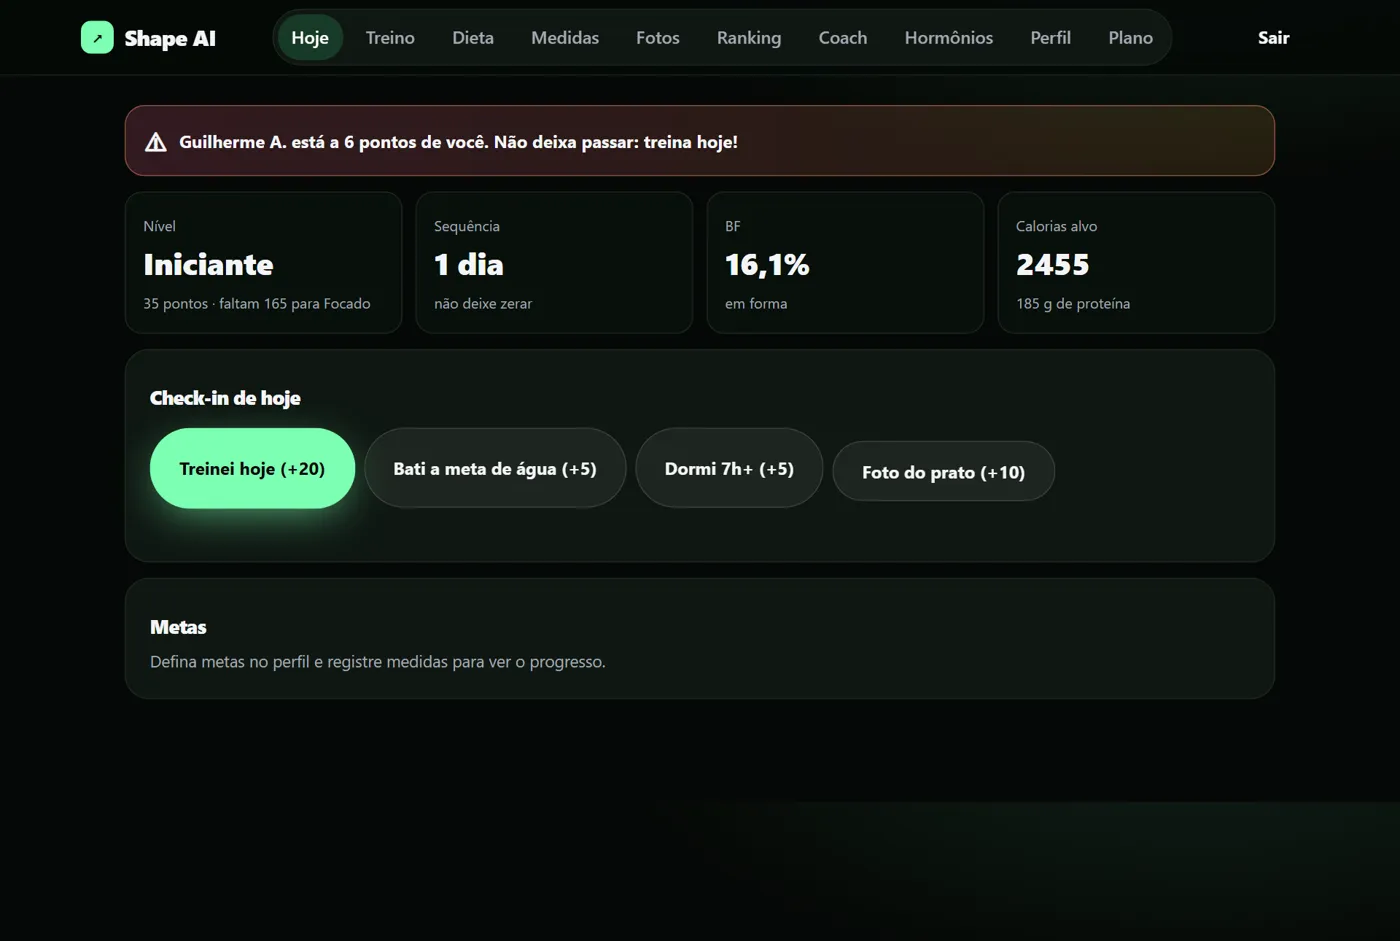 Shape AI
Hoje
Treino
Dieta
Medidas
Fotos
Ranking
Coach
Hormônios
Perfil
Plano
Sair
Guilherme A. está a 6 pontos de você. Não deixa passar: treina hoje!
Nível
Iniciante
35 pontos · faltam 165 para Focado
Sequência
1 dia
não deixe zerar
BF
16,1%
em forma
Calorias alvo
2455
185 g de proteína
Check-in de hoje
Treinei hoje (+20)
Bati a meta de água (+5)
Dormi 7h+ (+5)
Foto do prato (+10)
Metas
Defina metas no perfil e registre medidas para ver o progresso.